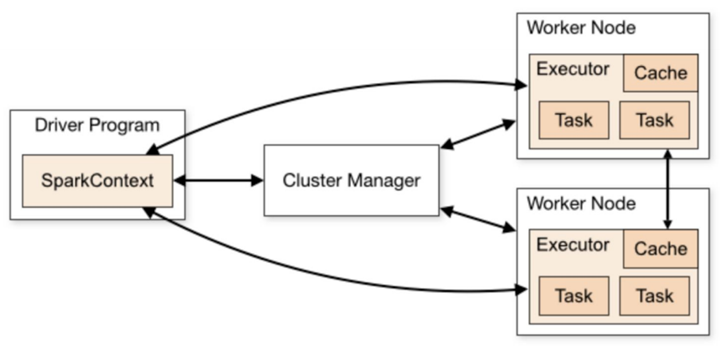 Driver Program
SparkContext
Cluster Manager
Worker Node
Executor
Cache
Task
Task
Worker Node
Executor
Cache
Task
Task